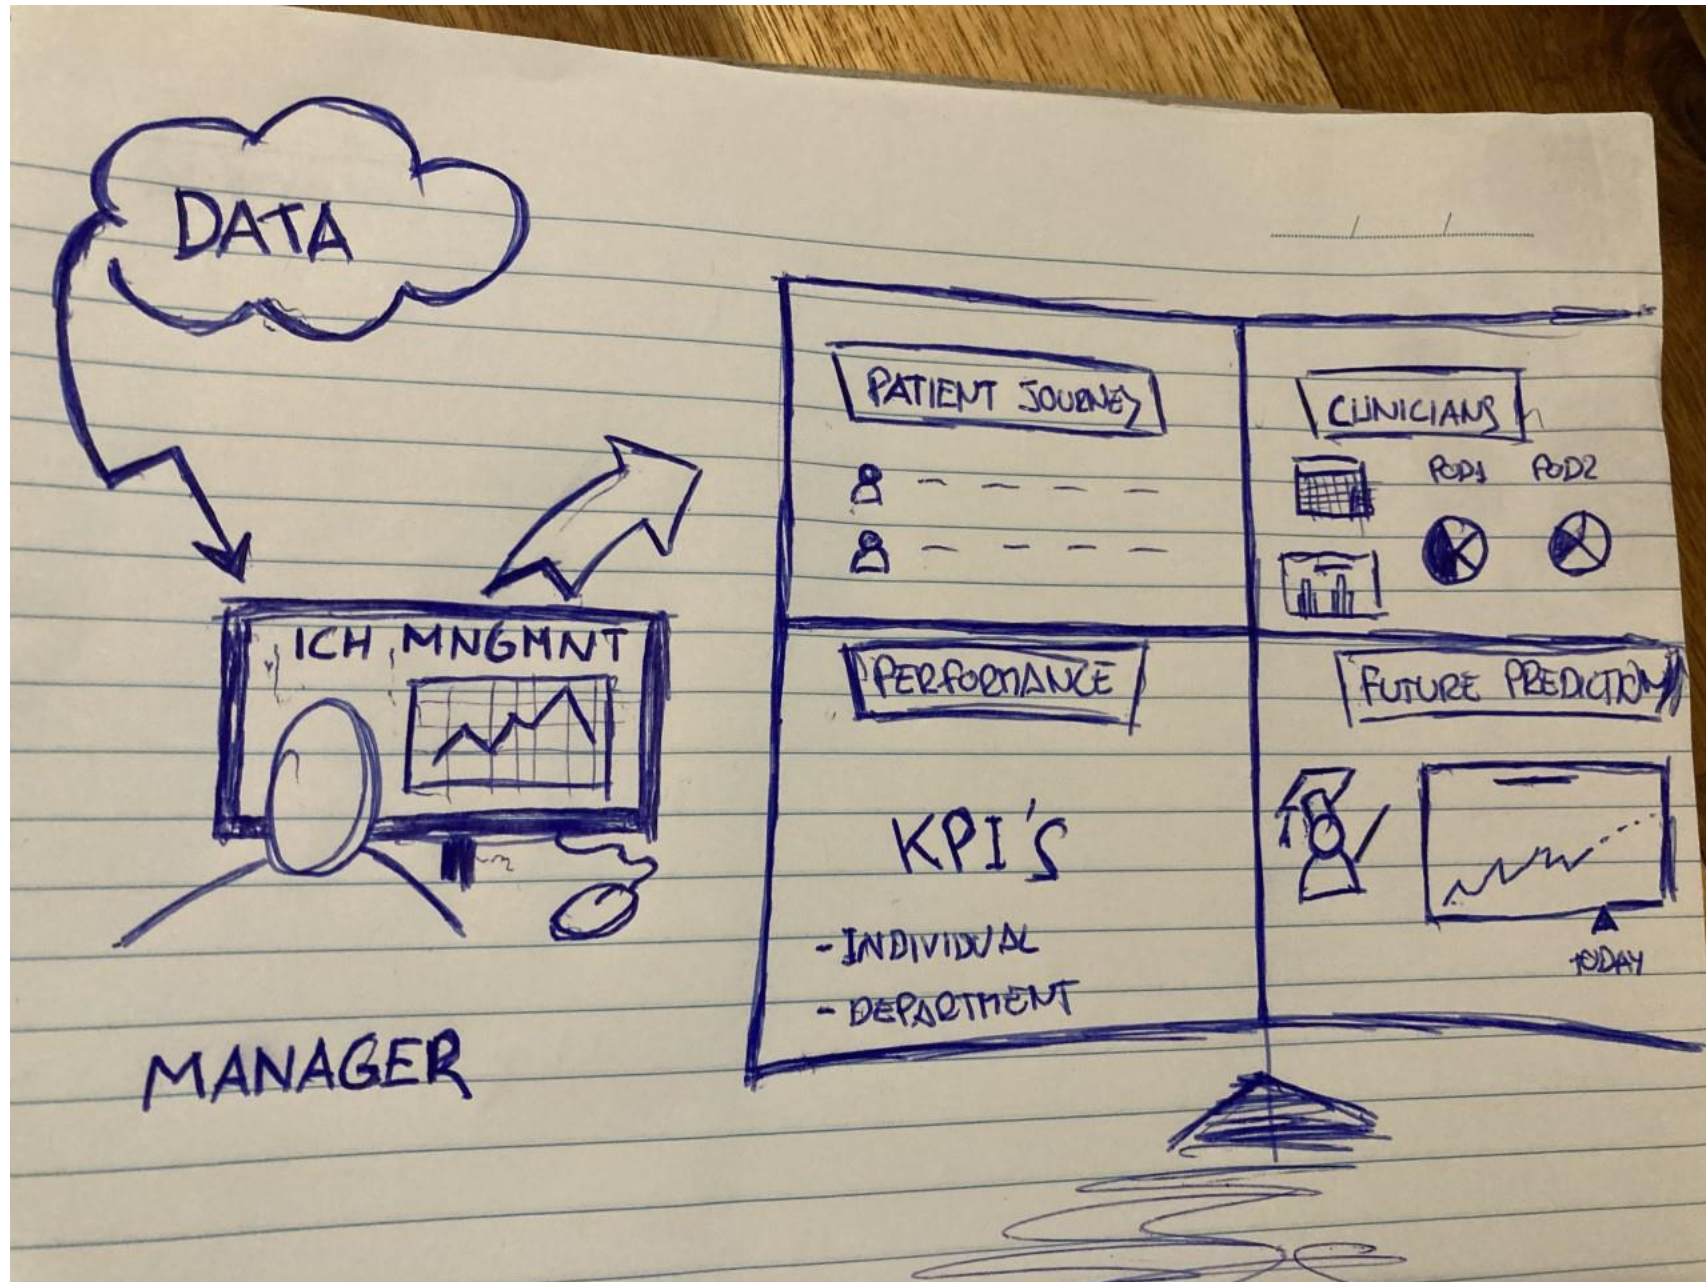 DATA
ICH MNGMNT
MANAGER
PATIENT JOURNEY
CLINICIANS
POD1 POD2
PERFORMANCE
KPI'S
- INDIVIDUAL
- DEPARTMENT
FUTURE PREDICTION
TODAY